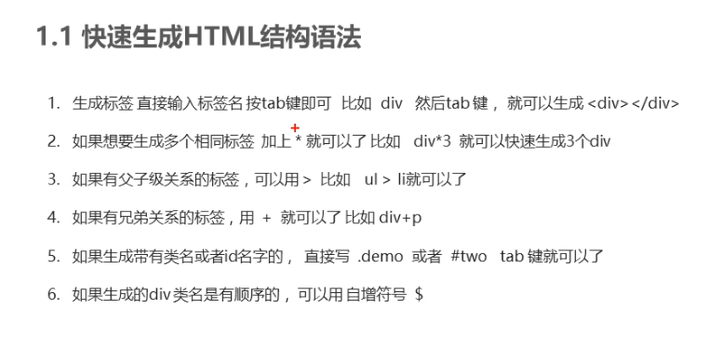 1.1 快速生成HTML结构语法
1. 生成标签 直接输入标签名 按tab键即可 比如 div 然后tab 键， 就可以生成 <div></div>
2. 如果想要生成多个相同标签 加上 * 就可以了 比如 div*3 就可以快速生成3个div
3. 如果有父子级关系的标签，可以用 > 比如 ul > li就可以了
4. 如果有兄弟关系的标签，用 + 就可以了 比如 div+p
5. 如果生成带有类名或者id名字的， 直接写 .demo 或者 #two tab 键就可以了
6. 如果生成的div 类名是有顺序的， 可以用 自增符号 $